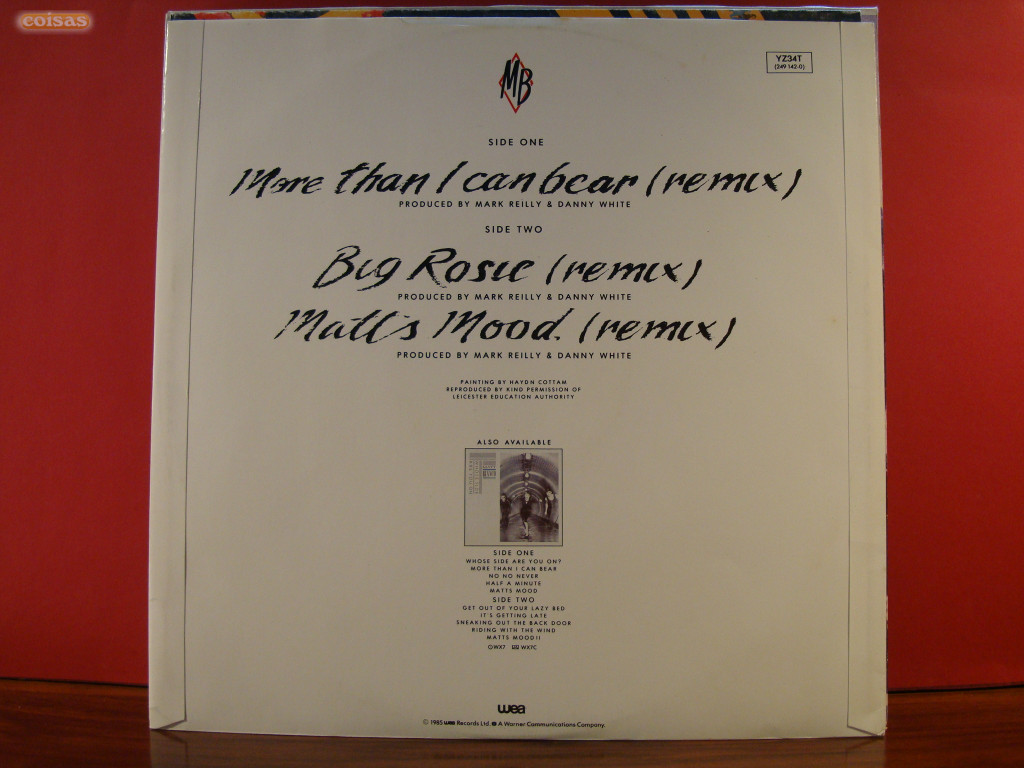 coisas
YZ34T
(249 142-0)
MB
SIDE ONE
More than I can bear (remix)
PRODUCED BY MARK REILLY & DANNY WHITE
SIDE TWO
Big Rosie (remix)
PRODUCED BY MARK REILLY & DANNY WHITE
Matt's Mood. (remix)
PRODUCED BY MARK REILLY & DANNY WHITE
PAINTING BY HAYDN COTTAM
REPRODUCED BY KIND PERMISSION OF
LEICESTER EDUCATION AUTHORITY
ALSO AVAILABLE
SIDE ONE
WHOSE SIDE ARE YOU ON?
MORE THAN I CAN BEAR
NO NO NEVER
HALF A MINUTE
MATTS MOOD
SIDE TWO
GET OUT OF YOUR LAZY BED
IT'S GETTING LATE
SNEAKING OUT THE BACK DOOR
RIDING WITH THE WIND
MATTS MOOD II
WX7 WX7C
wea
© 1985 wea Records Ltd. A Warner Communications Company.